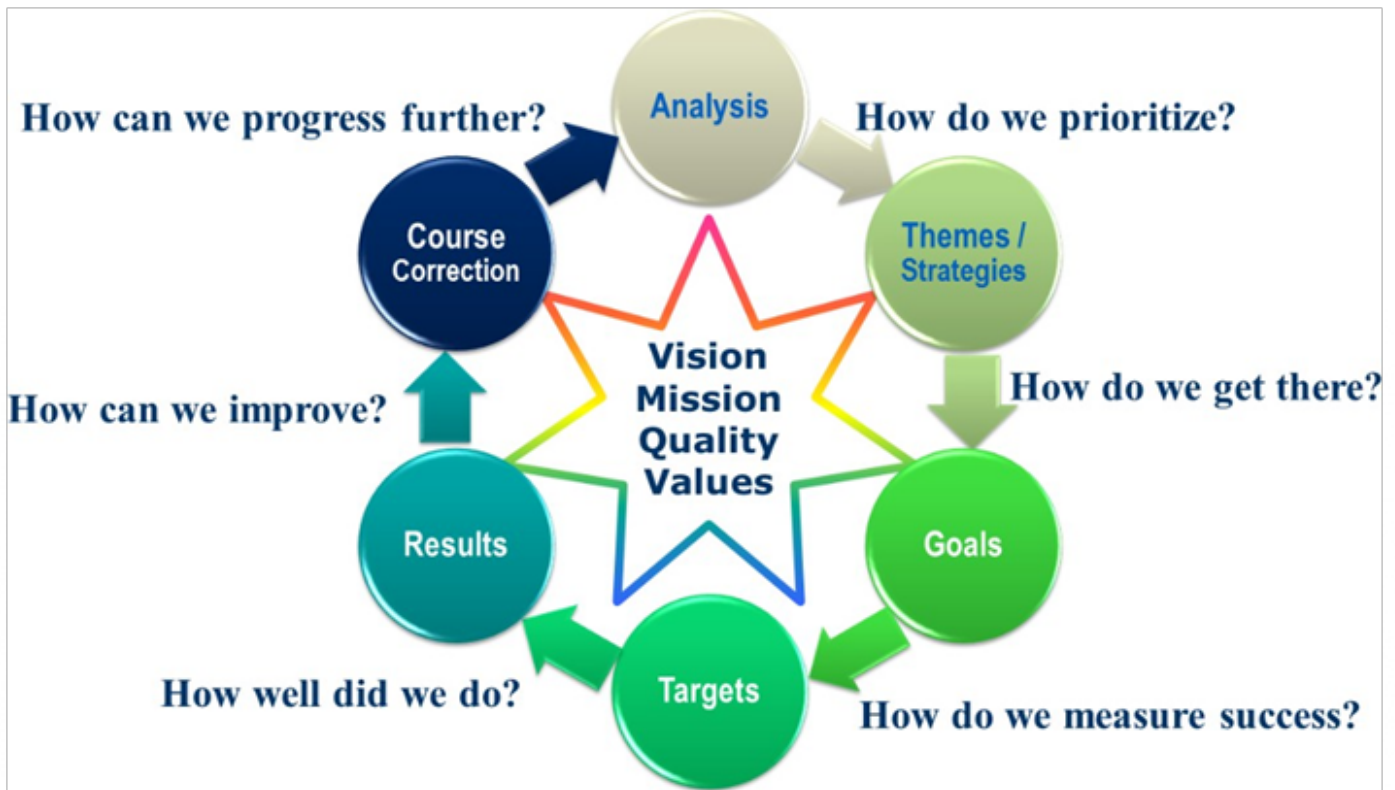 Analysis
How do we prioritize?
Themes /
Strategies
How do we get there?
Goals
How do we measure success?
Targets
How well did we do?
Results
How can we improve?
Course
Correction
How can we progress further?
Vision
Mission
Quality
Values